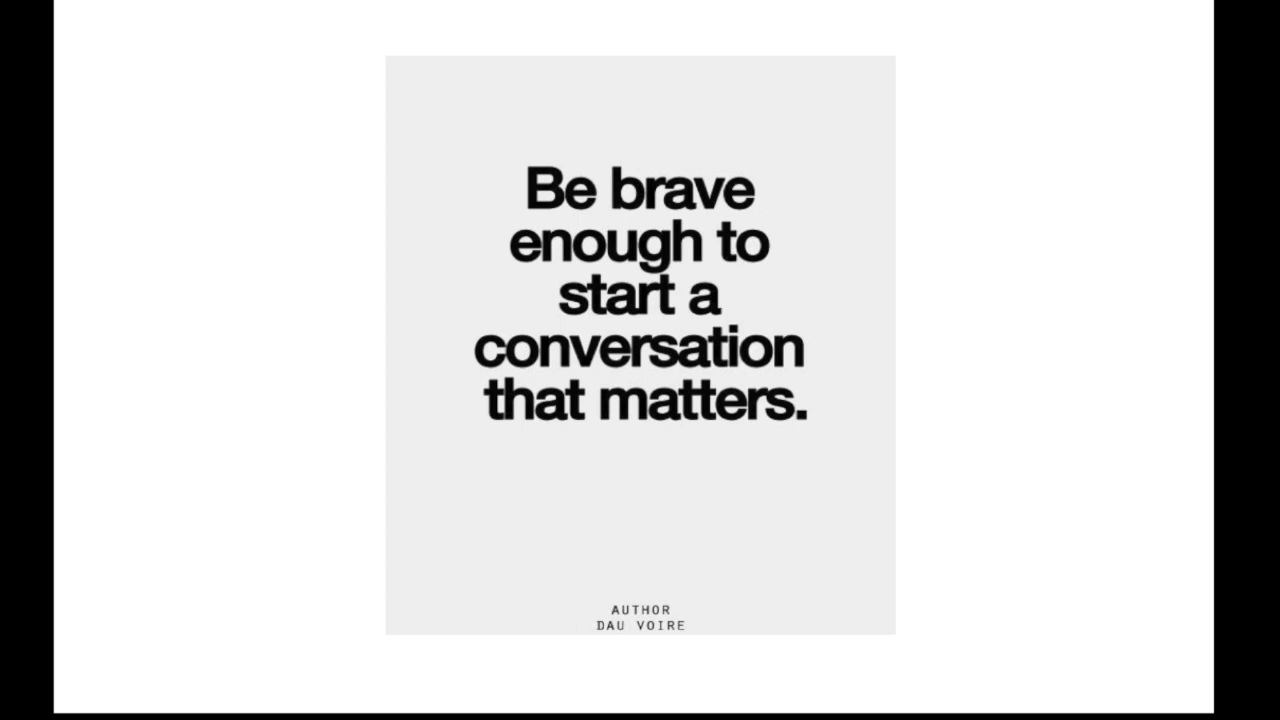 Be brave
enough to
start a
conversation
that matters.
AUTHOR
DAU VOIRE